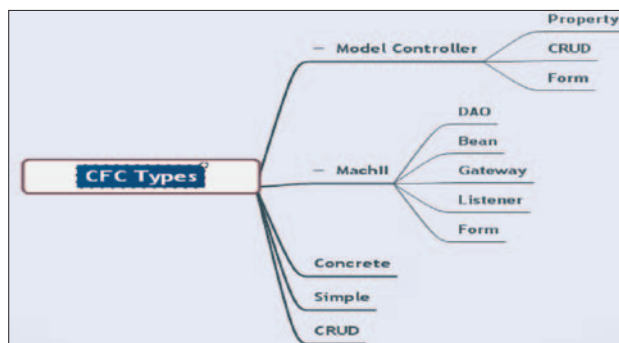 CFC Types
Model Controller
Property
CRUD
Form
MachII
DAO
Bean
Gateway
Listener
Form
Concrete
Simple
CRUD